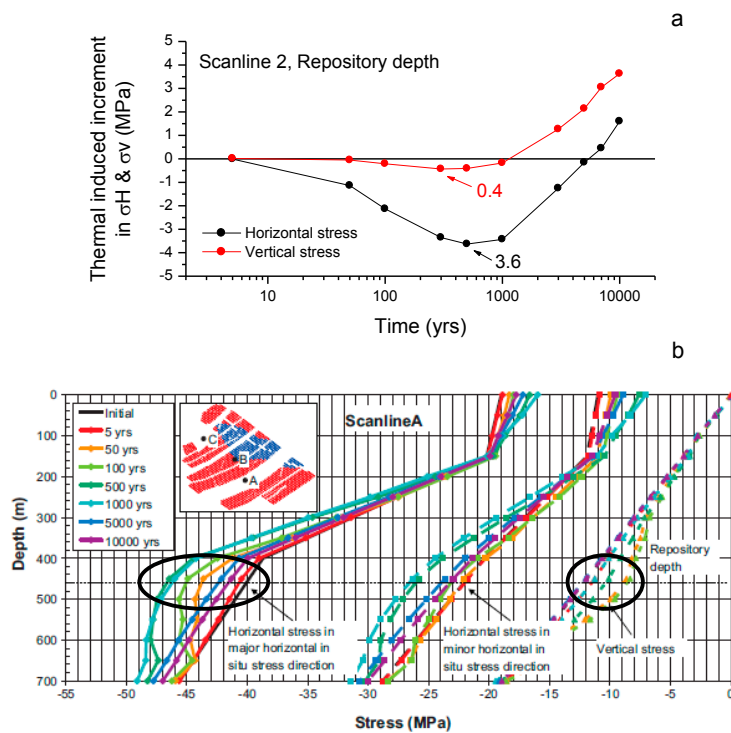 a
Scanline 2, Repository depth
Thermal induced increment
in σH & σv (MPa)
5
4
3
2
1
0
-1
-2
-3
-4
-5
0.4
3.6
Horizontal stress
Vertical stress
10
100
1000
10000
Time (yrs)
b
0
100
200
300
400
500
600
700
Depth (m)
Initial
5 yrs
50 yrs
100 yrs
500 yrs
1000 yrs
5000 yrs
10000 yrs
C
B
A
ScanlineA
Repository
depth
Horizontal stress in
major horizontal in
situ stress direction
Horizontal stress in
minor horizontal in
situ stress direction
Vertical stress
-55
-50
-45
-40
-35
-30
-25
-20
-15
-10
-5
0
Stress (MPa)